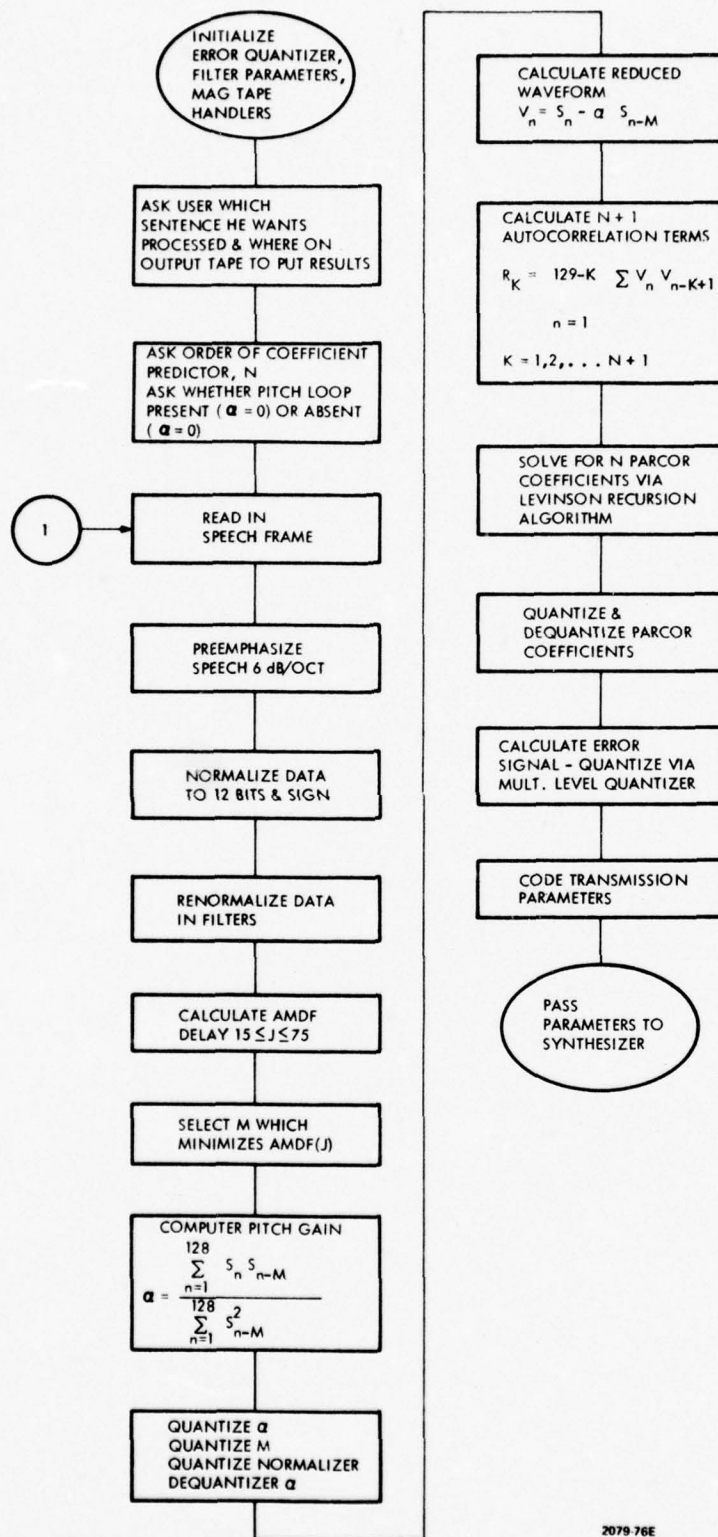 INITIALIZE
ERROR QUANTIZER,
FILTER PARAMETERS,
MAG TAPE
HANDLERS
ASK USER WHICH
SENTENCE HE WANTS
PROCESSED & WHERE ON
OUTPUT TAPE TO PUT RESULTS
ASK ORDER OF COEFFICIENT
PREDICTOR, N
ASK WHETHER PITCH LOOP
PRESENT ( α = 0) OR ABSENT
( α = 0)
1
READ IN
SPEECH FRAME
PREEMPHASIZE
SPEECH 6 dB/OCT
NORMALIZE DATA
TO 12 BITS & SIGN
RENORMALIZE DATA
IN FILTERS
CALCULATE AMDF
DELAY 15 ≤ J ≤ 75
SELECT M WHICH
MINIMIZES AMDF(J)
COMPUTER PITCH GAIN
128
∑ S_n S_n-M
n=1
α =
128
∑ S²_n-M
n=1
QUANTIZE α
QUANTIZE M
QUANTIZE NORMALIZER
DEQUANTIZER α
CALCULATE REDUCED
WAVEFORM
V_n = S_n - α S_n-M
CALCULATE N + 1
AUTOCORRELATION TERMS
R_K = 129-K ∑ V_n V_n-K+1
n = 1
K = 1,2, . . . N + 1
SOLVE FOR N PARCOR
COEFFICIENTS VIA
LEVINSON RECURSION
ALGORITHM
QUANTIZE &
DEQUANTIZE PARCOR
COEFFICIENTS
CALCULATE ERROR
SIGNAL - QUANTIZE VIA
MULT. LEVEL QUANTIZER
CODE TRANSMISSION
PARAMETERS
PASS
PARAMETERS TO
SYNTHESIZER
2079-76E